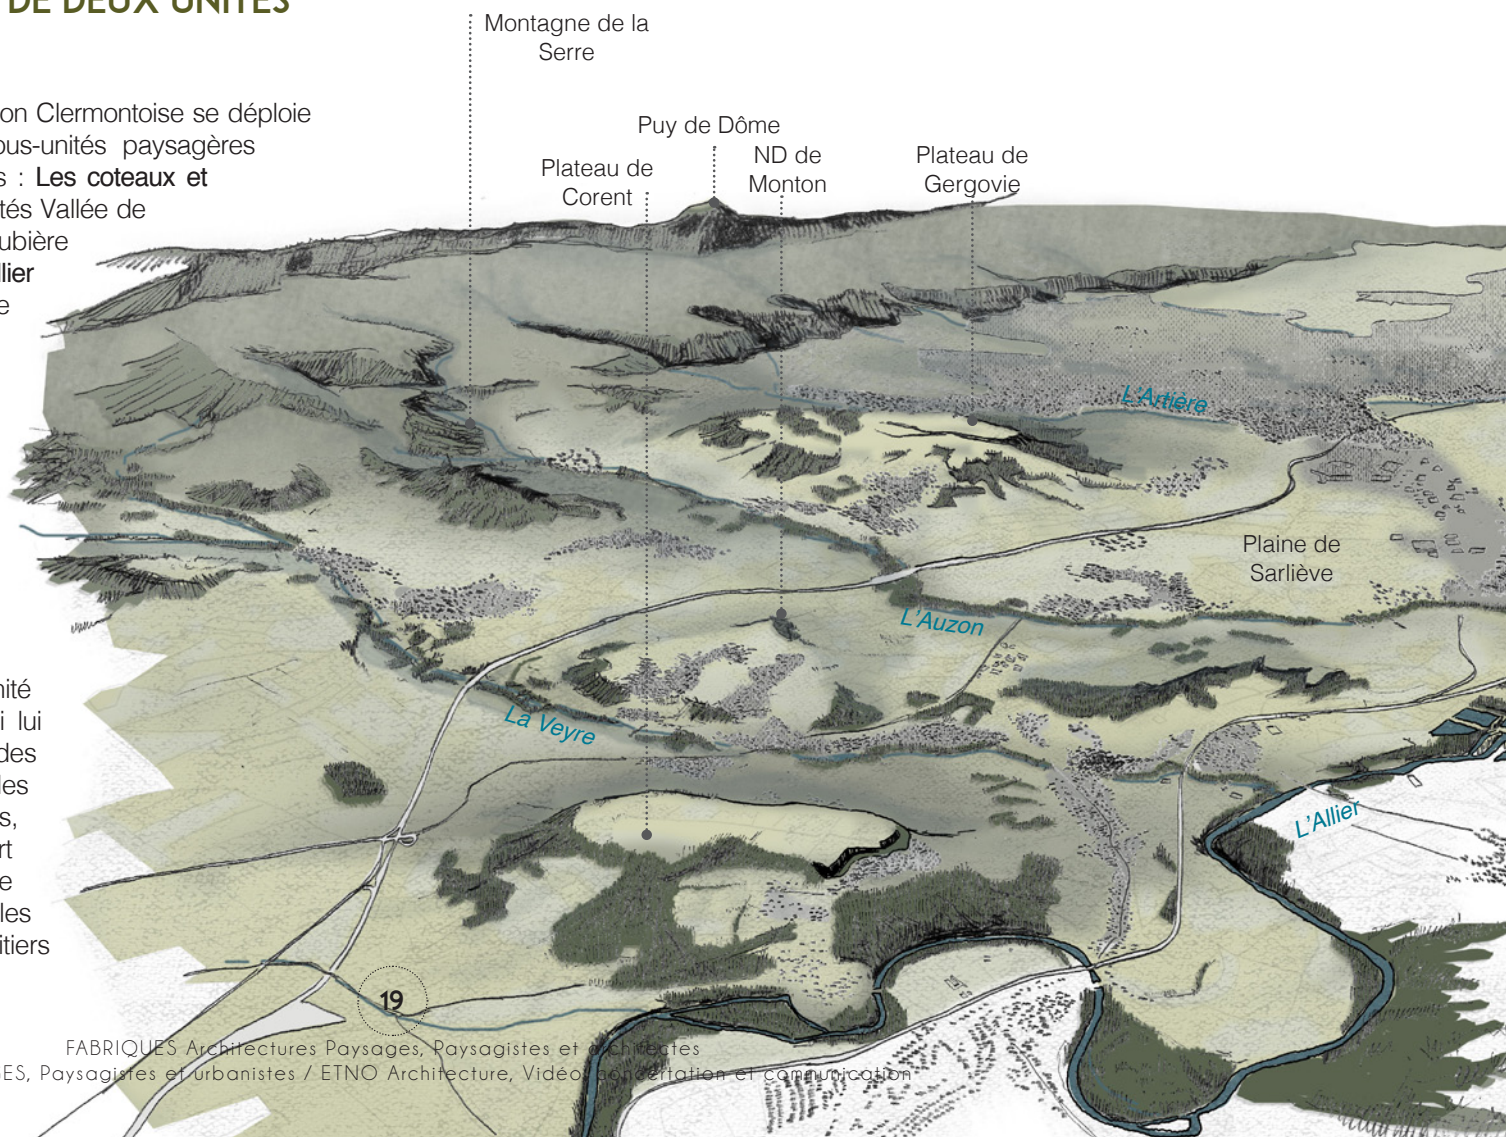 DE DEUX UNITÉS
on Clermontoise se déploie
ous-unités paysagères
s : Les coteaux et
tés Vallée de
ubière
llier
e
nité
i lui
des
les
s,
rt
e
les
itiers
Montagne de la
Serre
Puy de Dôme
Plateau de
Corent
ND de
Monton
Plateau de
Gergovie
L'Artière
Plaine de
Sarliève
L'Auzon
La Veyre
L'Allier
19
FABRIQUES Architectures Paysages, Paysagistes et architectes
GES, Paysagistes et urbanistes / ETNO Architecture, Vidéo, concertation et communication